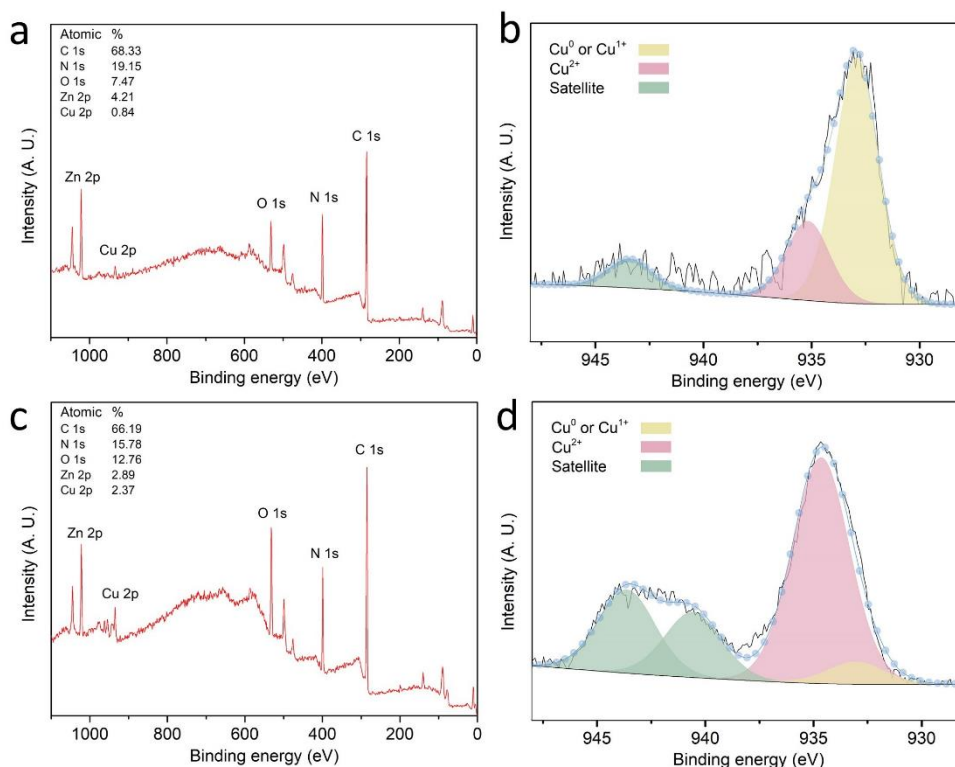 a
Atomic %
C 1s 68.33
N 1s 19.15
O 1s 7.47
Zn 2p 4.21
Cu 2p 0.84
C 1s
Zn 2p
N 1s
O 1s
Cu 2p
Intensity (A. U.)
1000 800 600 400 200 0
Binding energy (eV)
b
Cu⁰ or Cu¹⁺
Cu²⁺
Satellite
Intensity (A. U.)
945 940 935 930
Binding energy (eV)
c
Atomic %
C 1s 66.19
N 1s 15.78
O 1s 12.76
Zn 2p 2.89
Cu 2p 2.37
C 1s
O 1s
Zn 2p
N 1s
Cu 2p
Intensity (A. U.)
1000 800 600 400 200 0
Binding energy (eV)
d
Cu⁰ or Cu¹⁺
Cu²⁺
Satellite
Intensity (A. U.)
945 940 935 930
Binding energy (eV)